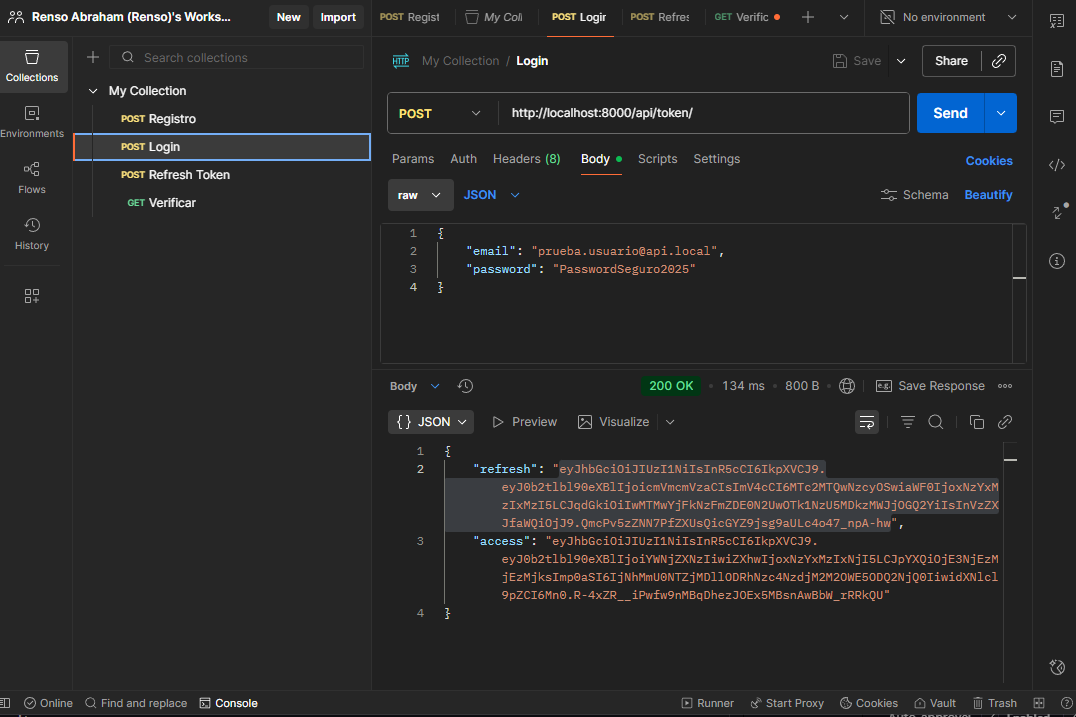 Renso Abraham (Renso)'s Works...
New
Import
POST Regist
My Coll
POST Login
POST Refres
GET Verific
No environment
Collections
Environments
Flows
History
Search collections
My Collection
POST Registro
POST Login
POST Refresh Token
GET Verificar
HTTP My Collection / Login
Save
Share
POST
http://localhost:8000/api/token/
Send
Params
Auth
Headers (8)
Body
Scripts
Settings
Cookies
raw
JSON
Schema
Beautify
1 {
2 "email": "prueba.usuario@api.local",
3 "password": "PasswordSeguro2025"
4 }
Body
200 OK
134 ms
800 B
e.g.
Save Response
{} JSON
Preview
Visualize
1 {
2 "refresh": "eyJhbGciOiJIUzI1NiIsInR5cCI6IkpXVCJ9.
eyJ0b2tlbl90eXBlIjoicmVmcmVzaCIsImV4cCI6MTc2MTQwNzcyOSwiaWF0IjoxNzYxM
zIxMzI5LCJqdGkiOiIwMTMwYjFkNzFmZDE0N2UwOTk1NzU5MDkzMWJjOGQ2YiIsInVzZX
JfaWQiOjJ9.QmcPv5zZNN7PfZXUsQicGYZ9jsg9aULc4o47_npA-hw",
3 "access": "eyJhbGciOiJIUzI1NiIsInR5cCI6IkpXVCJ9.
eyJ0b2tlbl90eXBlIjoiYWNjZXNzIiwiZXhwIjoxNzYxMzIxNjI5LCJpYXQiOjE3NjEzM
jEzMjksImp0aSI6IjNhMmU0NTZjMDllODRhNzc4NzdjM2M2OWE5ODQ2NjQ0IiwidXNlcl
9pZCI6Mn0.R-4xZR__iPwfw9nMBqDhezJOEx5MBsnAwBbW_rRRkQU"
4 }
Online
Find and replace
Console
Runner
Start Proxy
Cookies
Vault
Trash